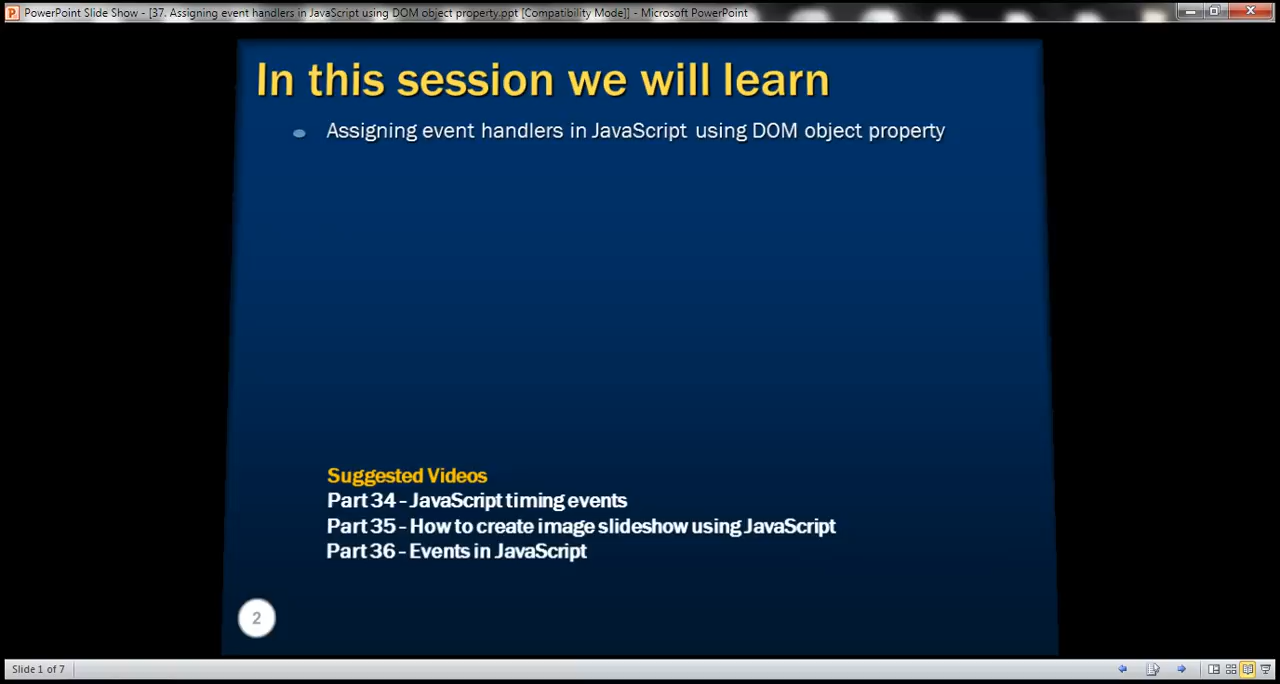 PowerPoint Slide Show - [37. Assigning event handlers in JavaScript using DOM object property.ppt [Compatibility Mode]] - Microsoft PowerPoint
In this session we will learn
Assigning event handlers in JavaScript using DOM object property
Suggested Videos
Part 34 - JavaScript timing events
Part 35 - How to create image slideshow using JavaScript
Part 36 - Events in JavaScript
2
Slide 1 of 7